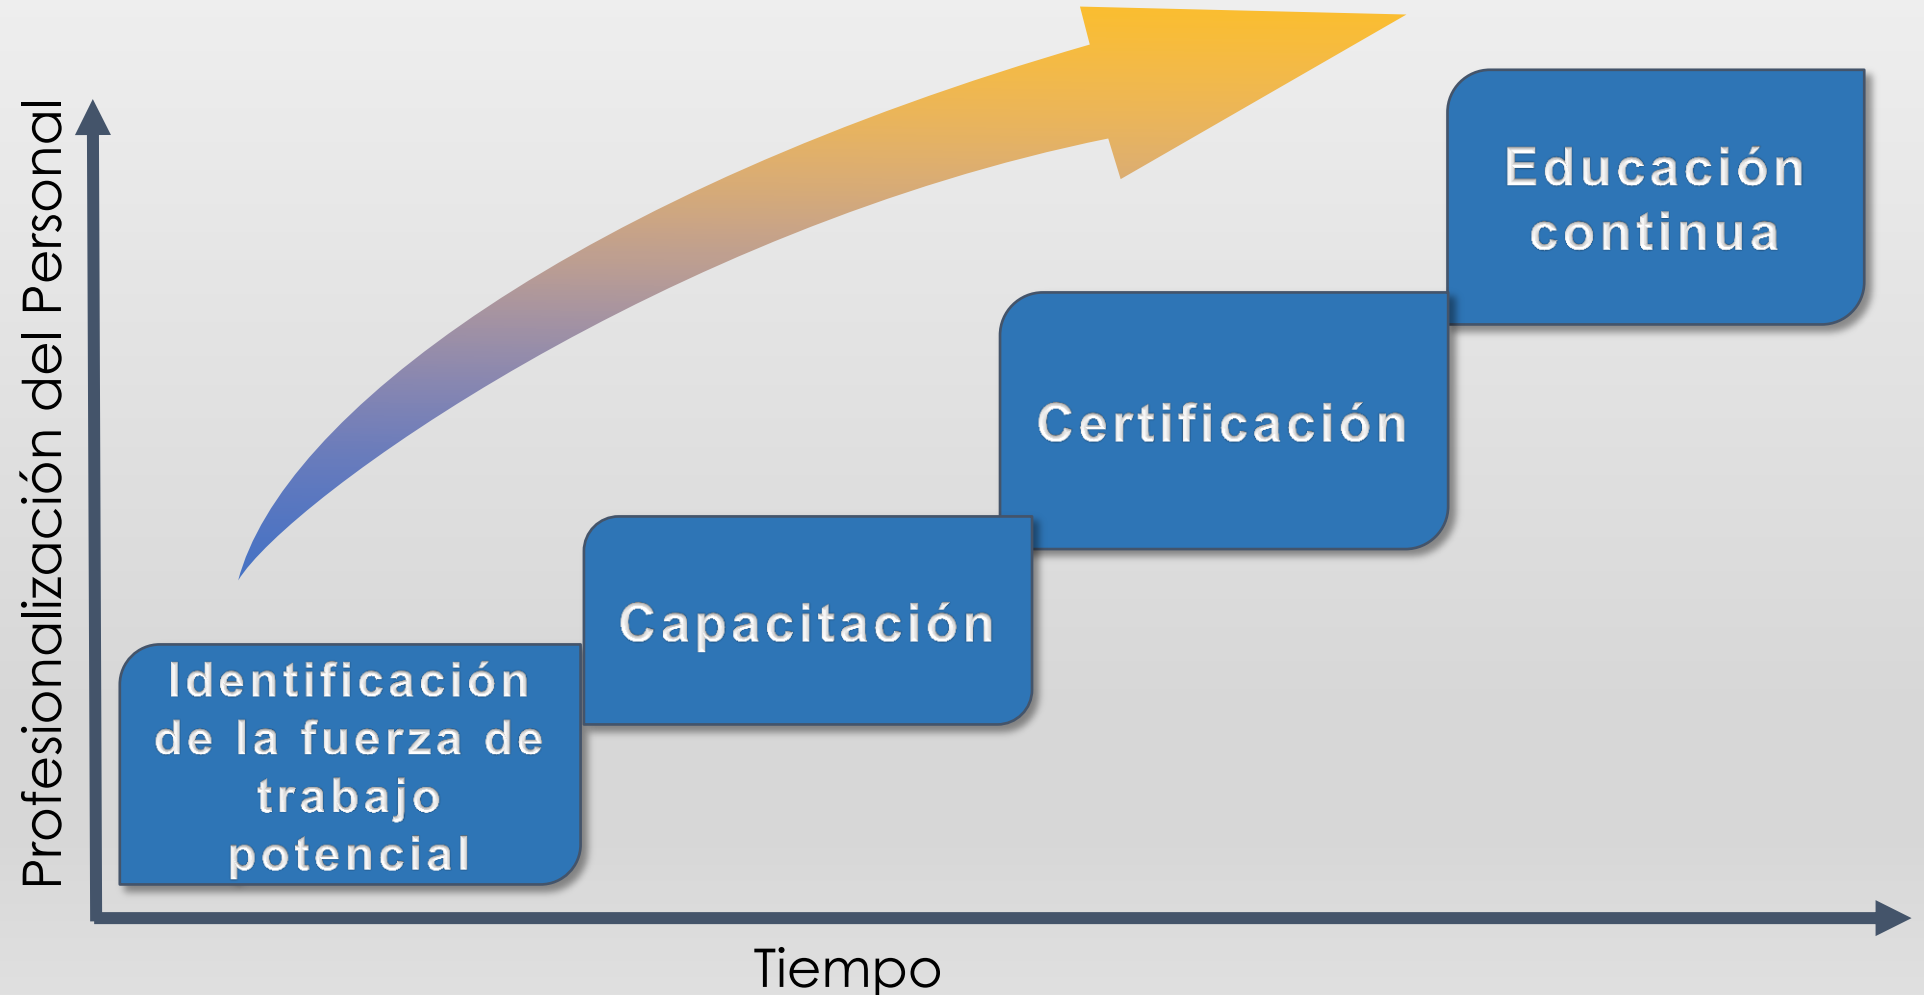 Profesionalización del Personal
Educación
continua
Certificación
Capacitación
Identificación
de la fuerza de
trabajo
potencial
Tiempo